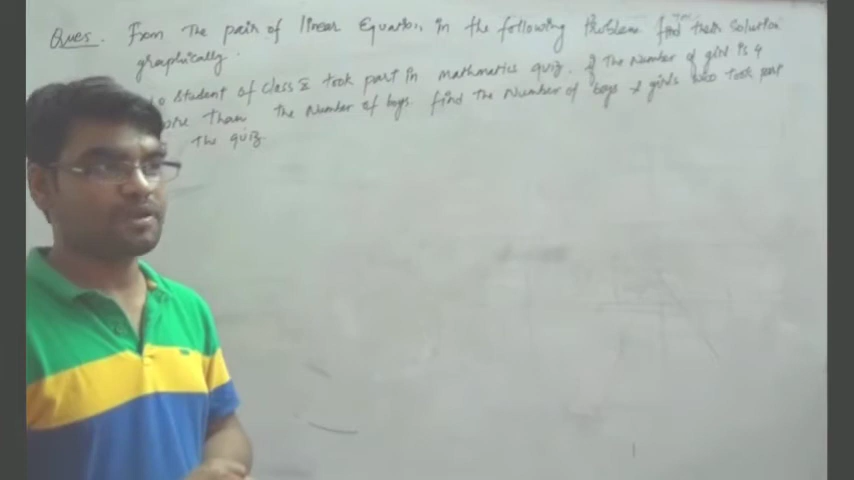 Ques. From The pair of linear Equation, in the following Problem find their Solution
graphically.
o Student of Class X Took part in mathematics quiz. If The Number of girl is 4
ore Than The Number of boys. find The Number of boys & girls who Took part
The quiz